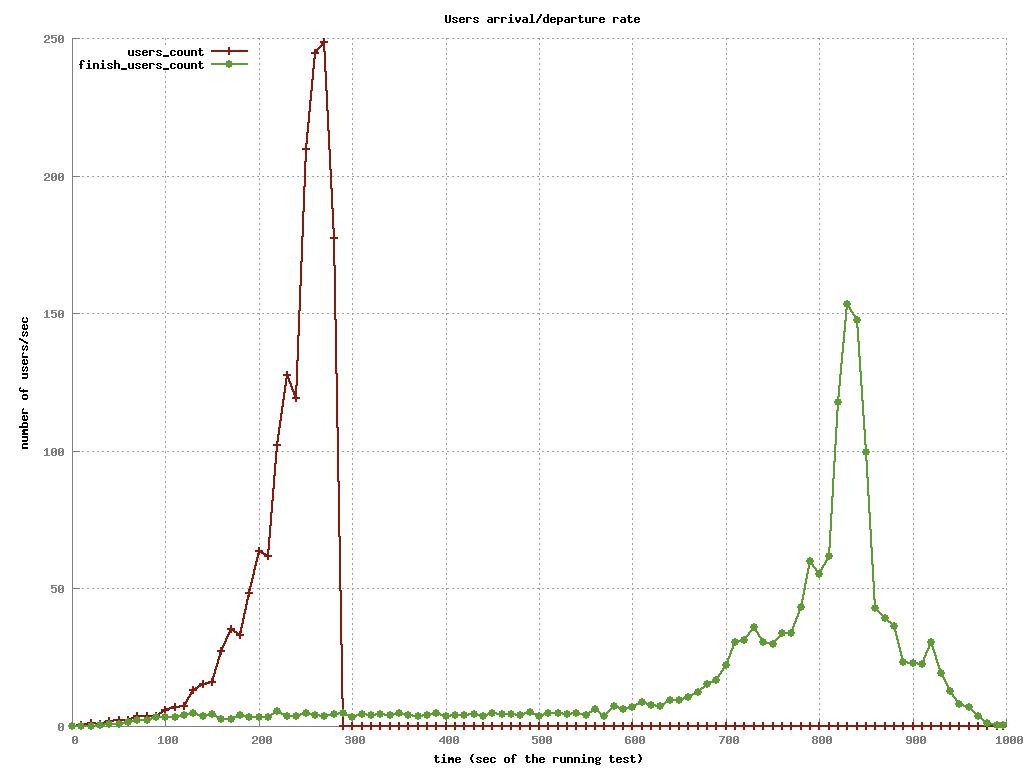 Users arrival/departure rate
250
users_count
finish_users_count
200
150
number of users/sec
100
50
0
0 100 200 300 400 500 600 700 800 900 1000
time (sec of the running test)